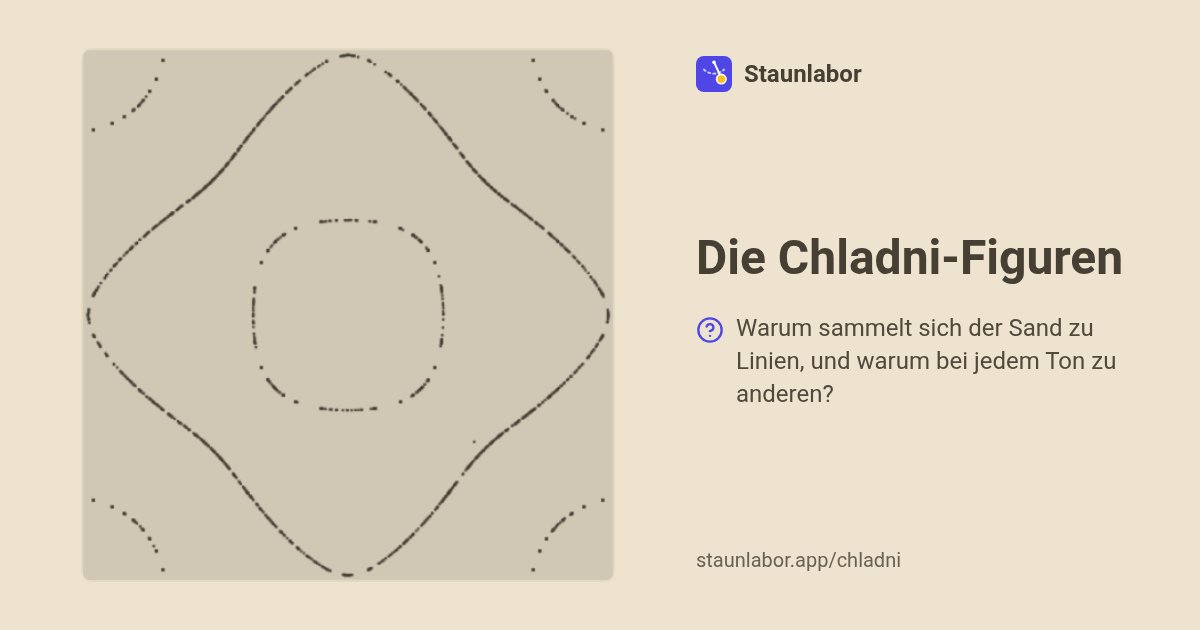 Staunlabor
Die Chladni-Figuren
Warum sammelt sich der Sand zu
Linien, und warum bei jedem Ton zu
anderen?
staunlabor.app/chladni